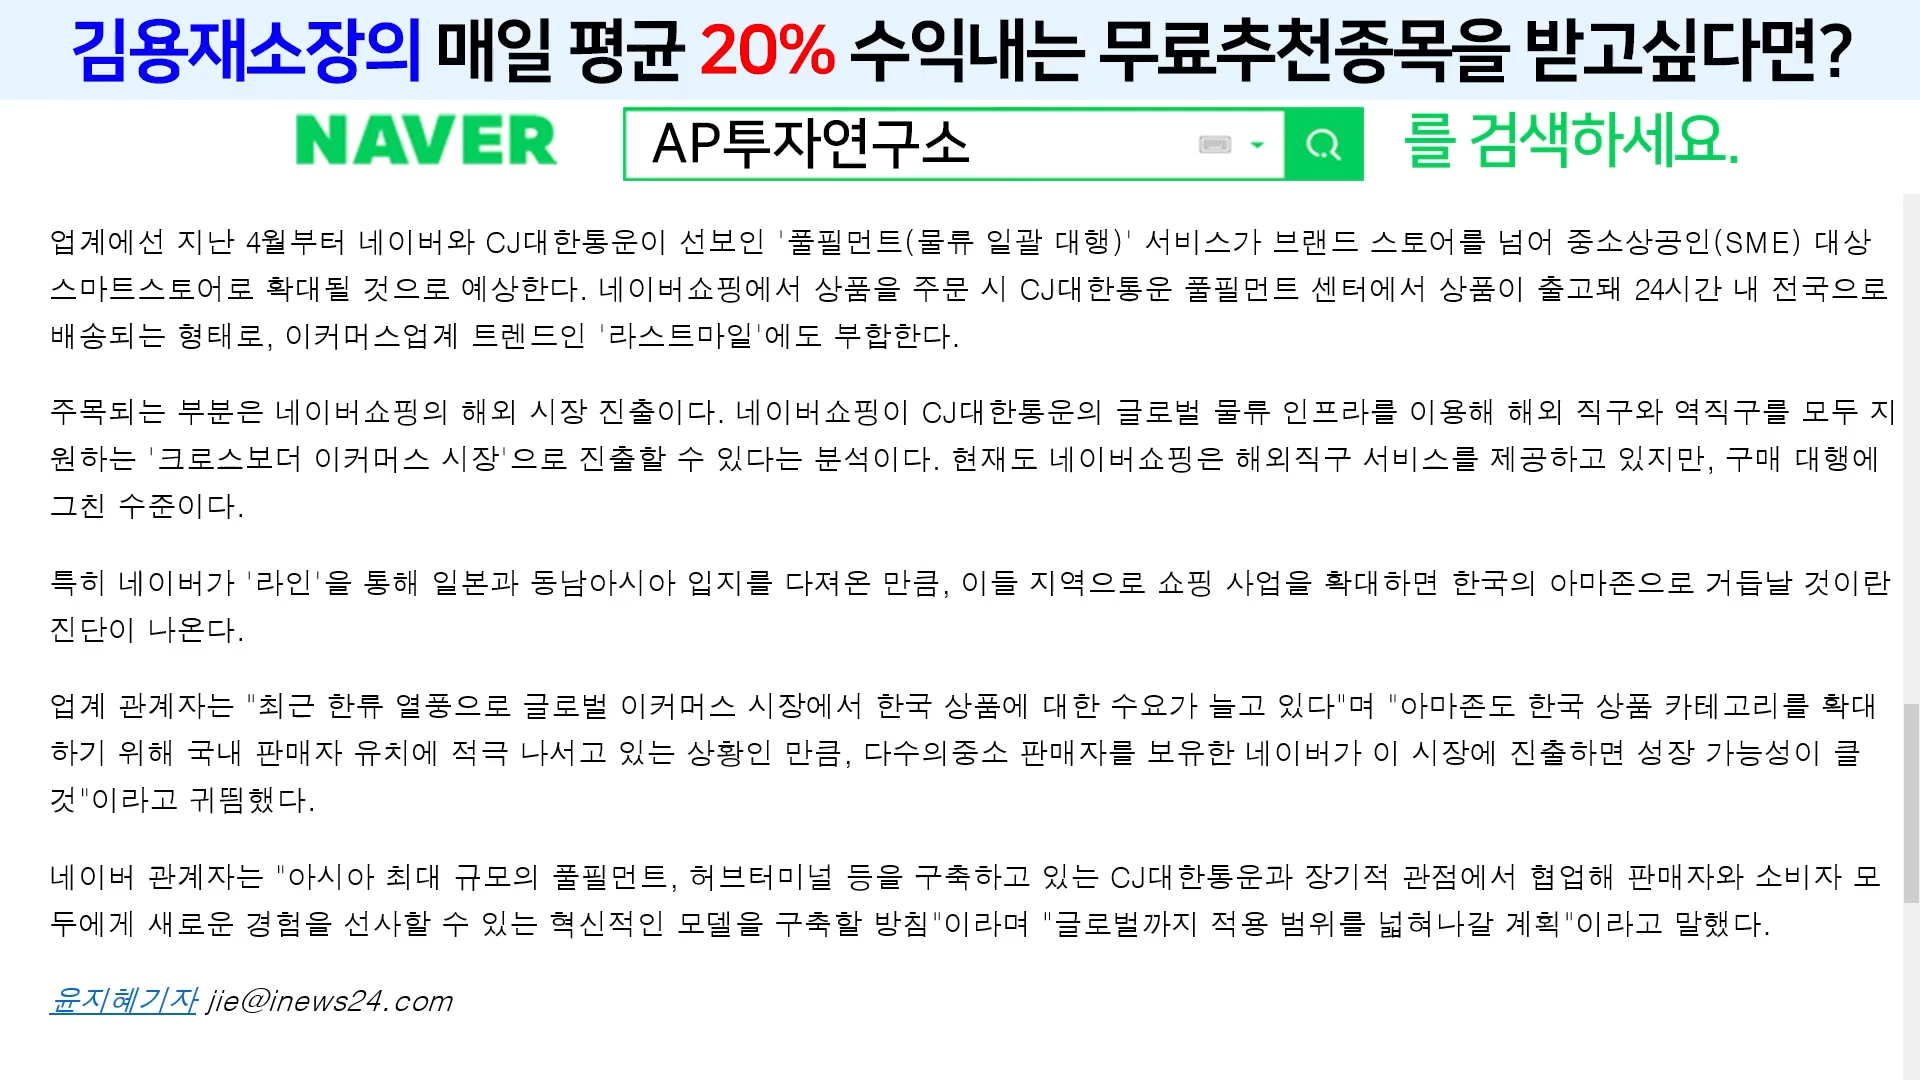 김용재소장의 매일 평균 20% 수익내는 무료추천종목을 받고싶다면?
NAVER AP투자연구소 를 검색하세요.
업계에선 지난 4월부터 네이버와 CJ대한통운이 선보인 '풀필먼트(물류 일괄 대행)' 서비스가 브랜드 스토어를 넘어 중소상공인(SME) 대상
스마트스토어로 확대될 것으로 예상한다. 네이버쇼핑에서 상품을 주문 시 CJ대한통운 풀필먼트 센터에서 상품이 출고돼 24시간 내 전국으로
배송되는 형태로, 이커머스업계 트렌드인 '라스트마일'에도 부합한다.
주목되는 부분은 네이버쇼핑의 해외 시장 진출이다. 네이버쇼핑이 CJ대한통운의 글로벌 물류 인프라를 이용해 해외 직구와 역직구를 모두 지
원하는 '크로스보더 이커머스 시장'으로 진출할 수 있다는 분석이다. 현재도 네이버쇼핑은 해외직구 서비스를 제공하고 있지만, 구매 대행에
그친 수준이다.
특히 네이버가 '라인'을 통해 일본과 동남아시아 입지를 다져온 만큼, 이들 지역으로 쇼핑 사업을 확대하면 한국의 아마존으로 거듭날 것이란
진단이 나온다.
업계 관계자는 "최근 한류 열풍으로 글로벌 이커머스 시장에서 한국 상품에 대한 수요가 늘고 있다"며 "아마존도 한국 상품 카테고리를 확대
하기 위해 국내 판매자 유치에 적극 나서고 있는 상황인 만큼, 다수의중소 판매자를 보유한 네이버가 이 시장에 진출하면 성장 가능성이 클
것"이라고 귀띔했다.
네이버 관계자는 "아시아 최대 규모의 풀필먼트, 허브터미널 등을 구축하고 있는 CJ대한통운과 장기적 관점에서 협업해 판매자와 소비자 모
두에게 새로운 경험을 선사할 수 있는 혁신적인 모델을 구축할 방침"이라며 "글로벌까지 적용 범위를 넓혀나갈 계획"이라고 말했다.
윤지혜기자 jie@inews24.com